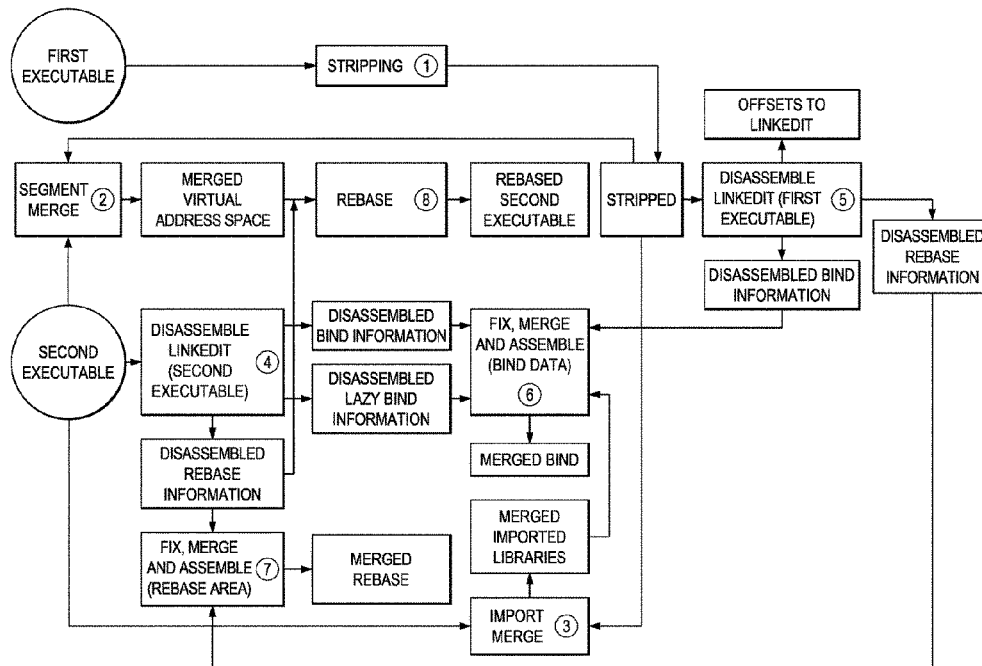 FIRST
EXECUTABLE
STRIPPING 1
OFFSETS TO
LINKEDIT
SEGMENT
MERGE 2
MERGED
VIRTUAL
ADDRESS SPACE
REBASE 8
REBASED
SECOND
EXECUTABLE
STRIPPED
DISASSEMBLE
LINKEDIT (FIRST
EXECUTABLE) 5
DISASSEMBLED
REBASE
INFORMATION
DISASSEMBLED BIND
INFORMATION
SECOND
EXECUTABLE
DISASSEMBLE
LINKEDIT
(SECOND
EXECUTABLE) 4
DISASSEMBLED
BIND INFORMATION
DISASSEMBLED
LAZY BIND
INFORMATION
FIX, MERGE
AND ASSEMBLE
(BIND DATA)
6
MERGED BIND
DISASSEMBLED
REBASE
INFORMATION
MERGED
IMPORTED
LIBRARIES
FIX, MERGE
AND ASSEMBLE
(REBASE AREA) 7
MERGED
REBASE
IMPORT
MERGE 3